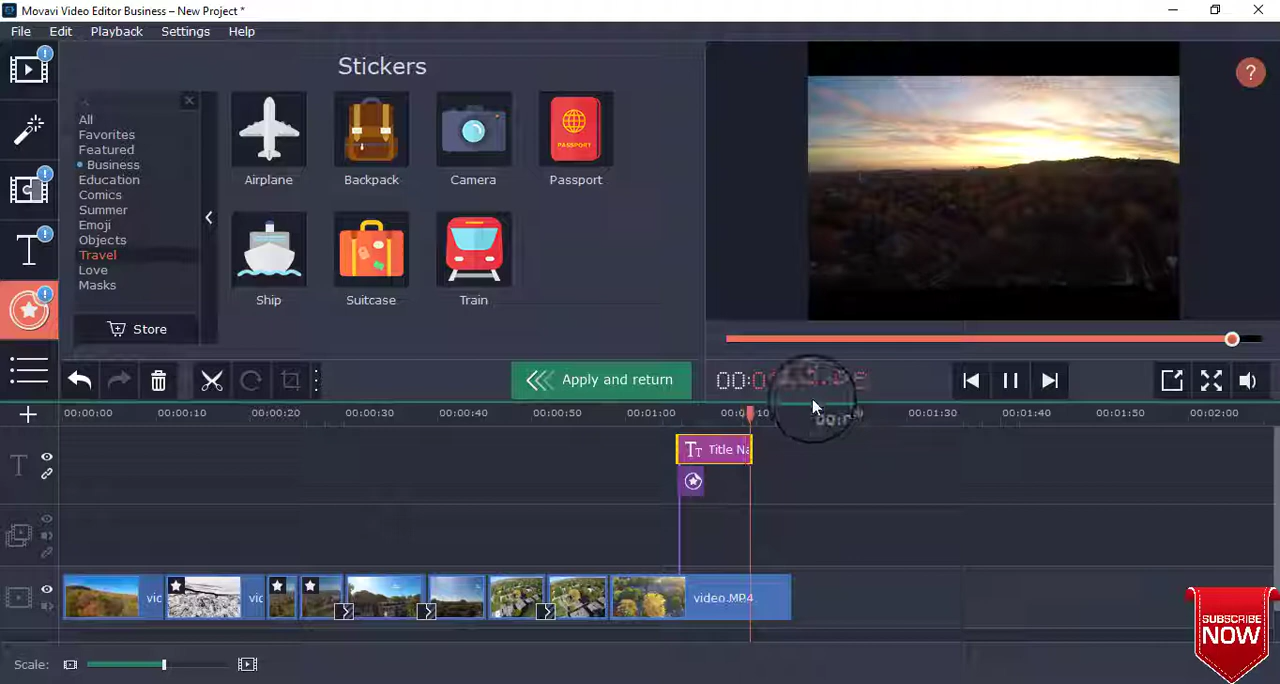 Movavi Video Editor Business – New Project *
File Edit Playback Settings Help
Stickers
All
Favorites
Featured
Business
Education
Comics
Summer
Emoji
Objects
Travel
Love
Masks
Store
Airplane Backpack Camera Passport
PASSPORT
Ship Suitcase Train
?
Apply and return
00:00:00 00:00:10 00:00:20 00:00:30 00:00:40 00:00:50 00:01:00 00:01:30 00:01:40 00:01:50 00:02:00
T
Title Na
vic
vic
video.MP4
Scale:
SUBSCRIBE
NOW